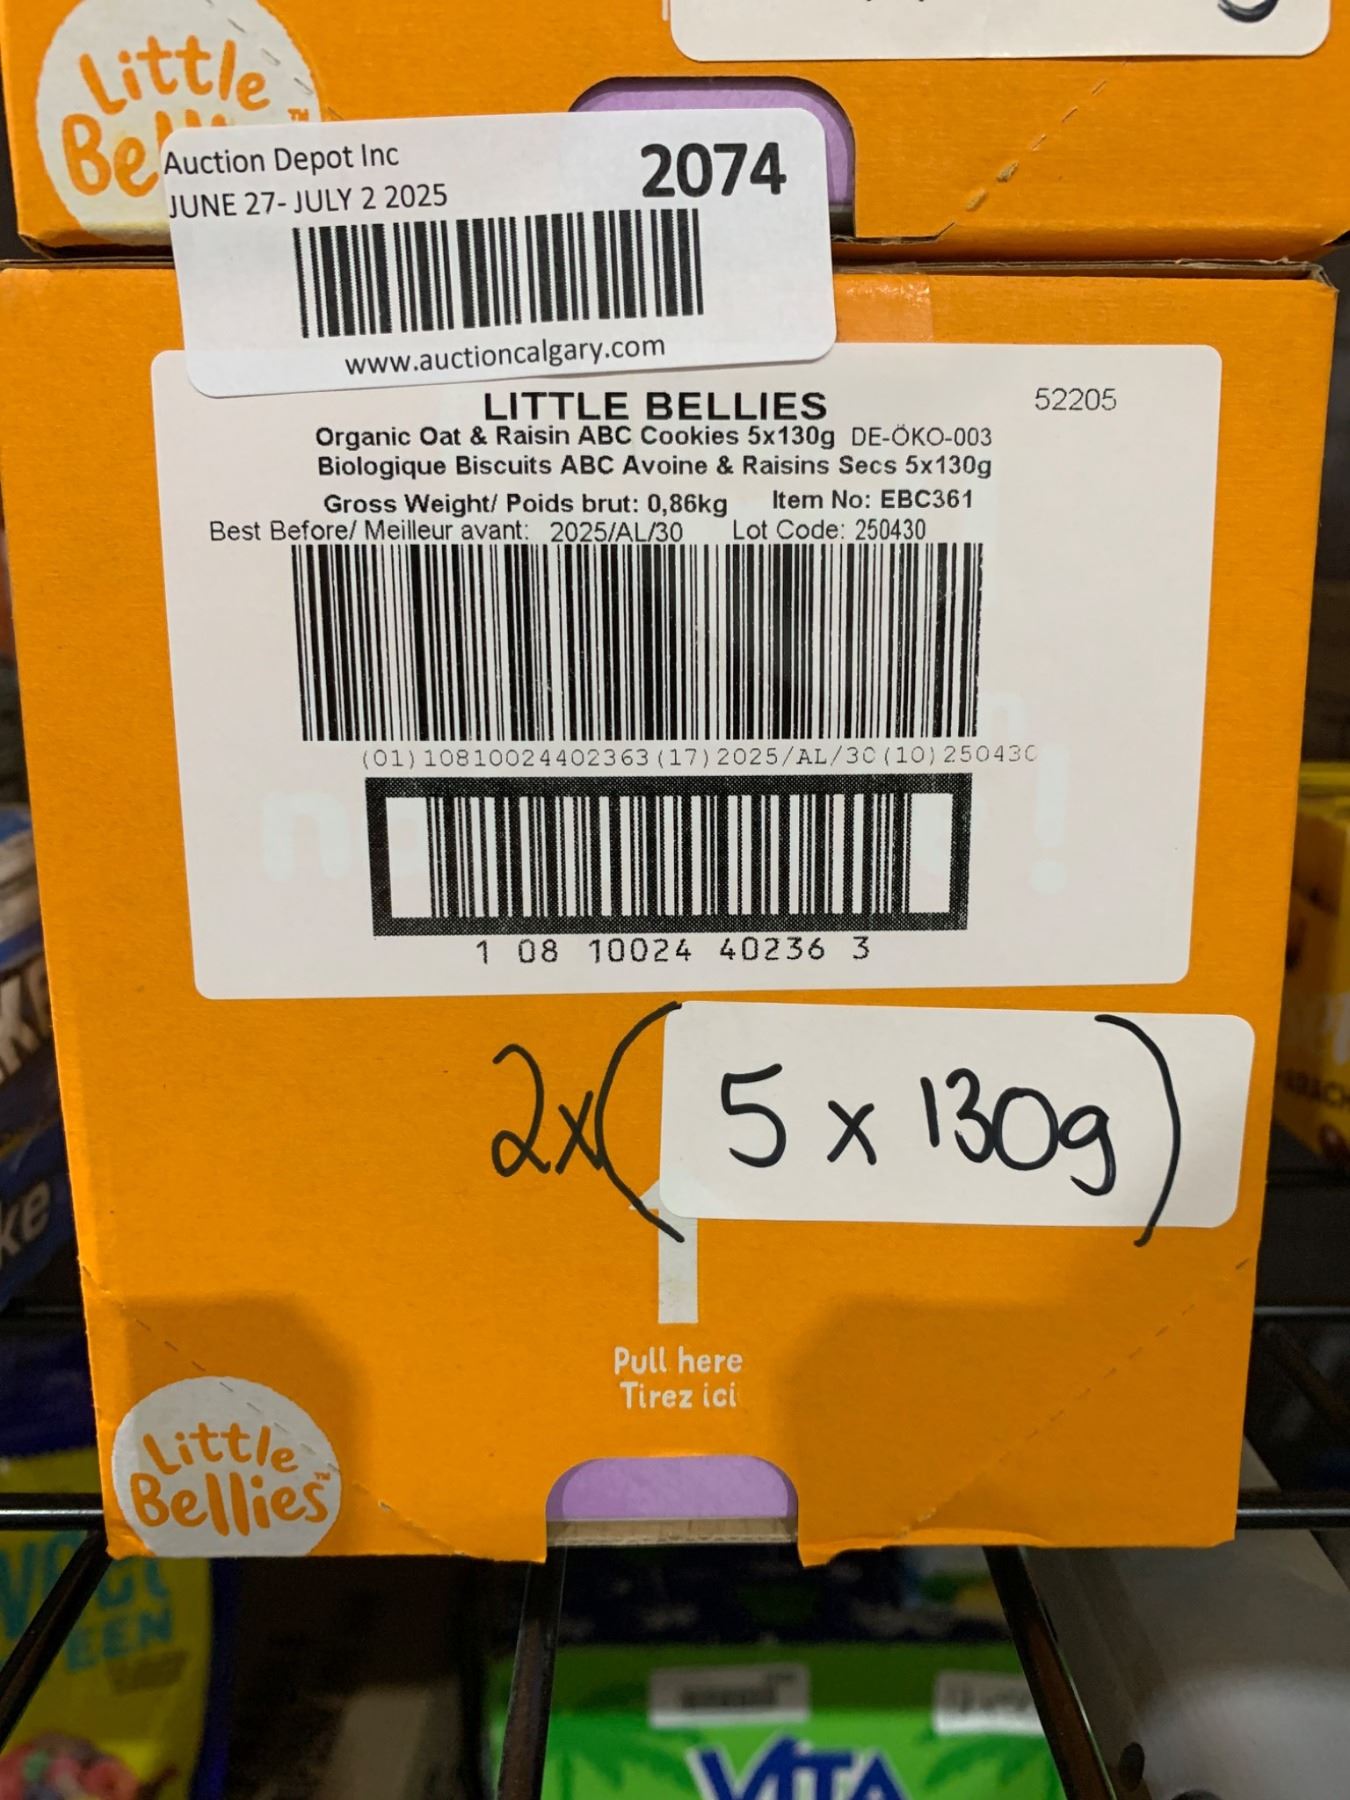 Little
Auction Depot Inc
2074
JUNE 27- JULY 2 2025
www.auctioncalgary.com
LITTLE BELLIES
52205
Organic Oat & Raisin ABC Cookies 5x130g DE-ÖKO-003
Biologique Biscuits ABC Avoine & Raisins Secs 5x130g
Gross Weight/ Poids brut: 0,86kg Item No: EBC361
Best Before/ Meilleur avant: 2025/AL/30 Lot Code: 250430
(01)10810024402363(17)2025/AL/30(10)250430
1 08 10024 40236 3
2x( 5 x 130g )
1
Pull here
Tirez ici
Little
Bellies™
VITA